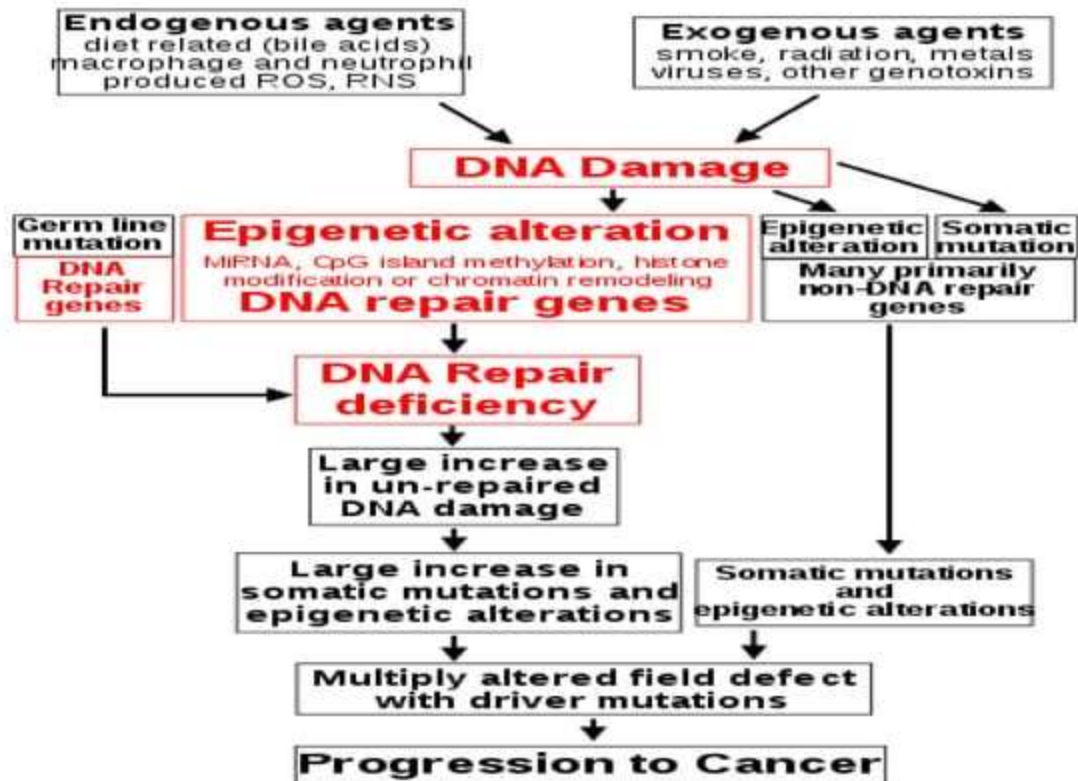 Endogenous agents
diet related (bile acids)
macrophage and neutrophil
produced ROS, RNS
Exogenous agents
smoke, radiation, metals
viruses, other genotoxins
DNA Damage
Germ line
mutation
DNA
Repair
genes
Epigenetic alteration
MiRNA, CpG island methylation, histone
modification or chromatin remodeling
DNA repair genes
Epigenetic
alteration
Somatic
mutation
Many primarily
non-DNA repair
genes
DNA Repair
deficiency
Large increase
in un-repaired
DNA damage
Large increase in
somatic mutations and
epigenetic alterations
Somatic mutations
and
epigenetic alterations
Multiply altered field defect
with driver mutations
Progression to Cancer